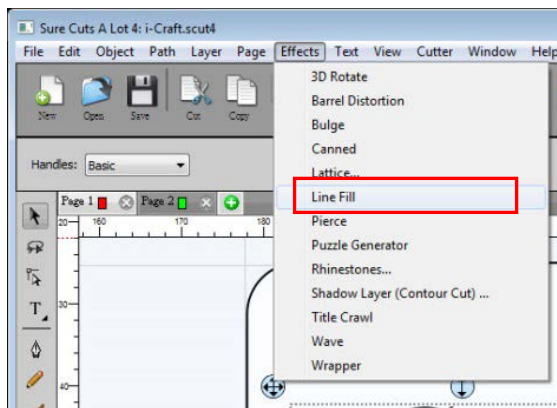 Sure Cuts A Lot 4: i-Craft.scut4
File Edit Object Path Layer Page Effects Text View Cutter Window Help
New Open Save Cut Copy
3D Rotate
Barrel Distortion
Bulge
Canned
Lattice...
Line Fill
Pierce
Puzzle Generator
Rhinestones...
Shadow Layer (Contour Cut) ...
Title Crawl
Wave
Wrapper
Handles: Basic
Page 1 Page 2
20 160 170 180
30
40
T